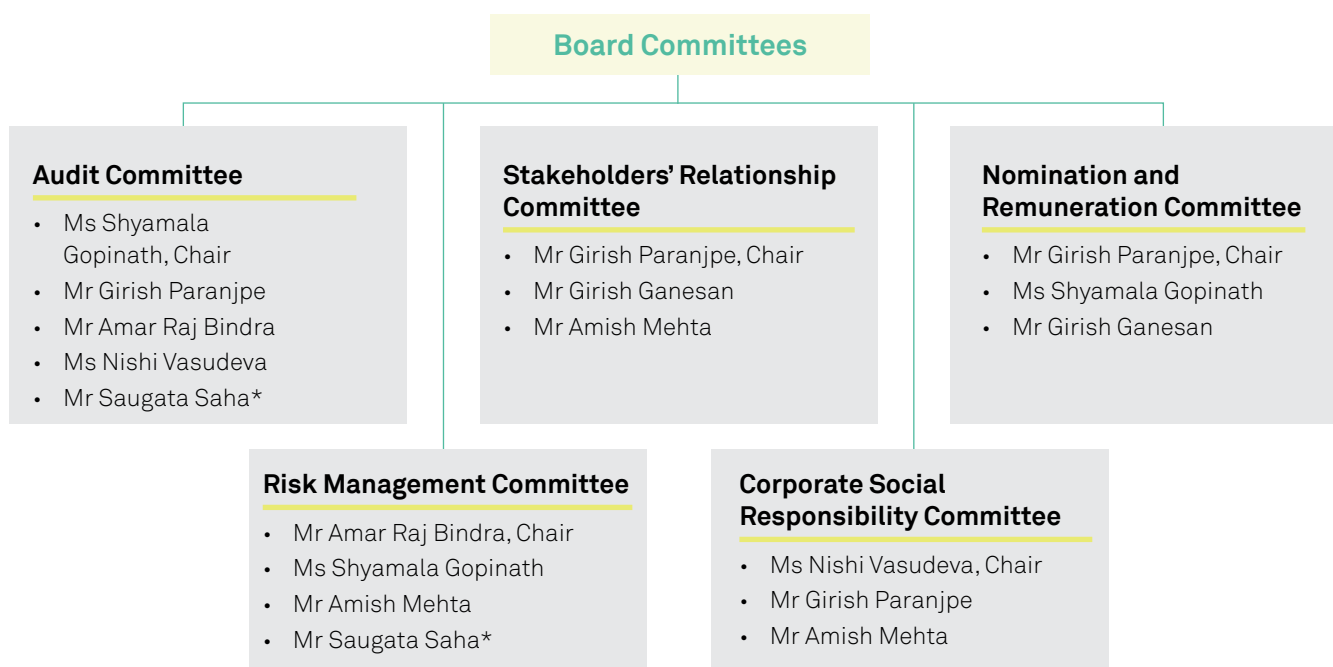 Board Committees
Audit Committee
• Ms Shyamala
Gopinath, Chair
• Mr Girish Paranjpe
• Mr Amar Raj Bindra
• Ms Nishi Vasudeva
• Mr Saugata Saha*
Stakeholders’ Relationship
Committee
• Mr Girish Paranjpe, Chair
• Mr Girish Ganesan
• Mr Amish Mehta
Nomination and
Remuneration Committee
• Mr Girish Paranjpe, Chair
• Ms Shyamala Gopinath
• Mr Girish Ganesan
Risk Management Committee
• Mr Amar Raj Bindra, Chair
• Ms Shyamala Gopinath
• Mr Amish Mehta
• Mr Saugata Saha*
Corporate Social
Responsibility Committee
• Ms Nishi Vasudeva, Chair
• Mr Girish Paranjpe
• Mr Amish Mehta